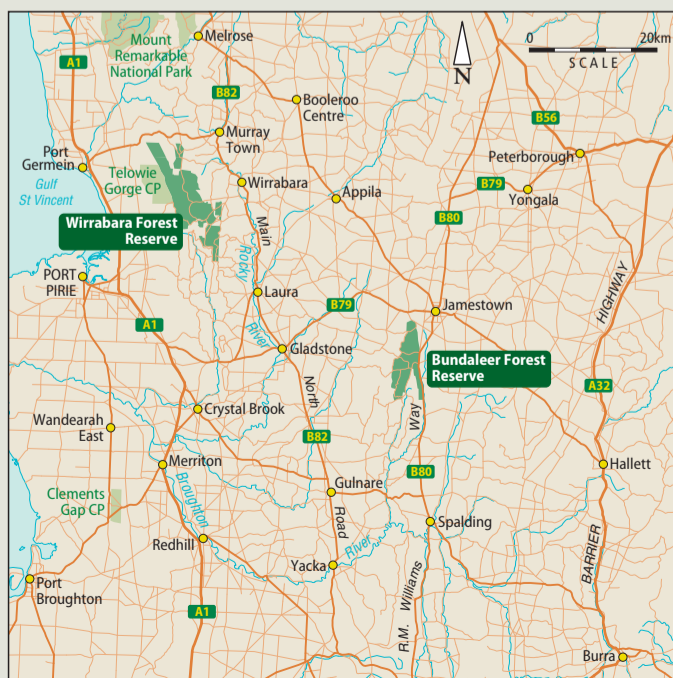 Melrose
Mount
Remarkable
National Park
A1
0
20km
SCALE
N
B82
Booleroo
Centre
B56
Murray
Town
Port
Germein
Peterborough
Telowie
Gorge CP
Gulf
St Vincent
Wirrabara
Appila
B79
Yongala
B80
Wirrabara Forest
Reserve
Main
Rocky
River
HIGHWAY
PORT
PIRIE
Laura
B79
Jamestown
A1
Gladstone
Bundaleer Forest
Reserve
North
A32
Crystal Brook
Way
Wandearah
East
B82
Merriton
B80
Hallett
Broughton
Gulnare
Clements
Gap CP
Road
Spalding
Redhill
River
BARRIER
Yacka
Port
Broughton
R.M. Williams
A1
Burra